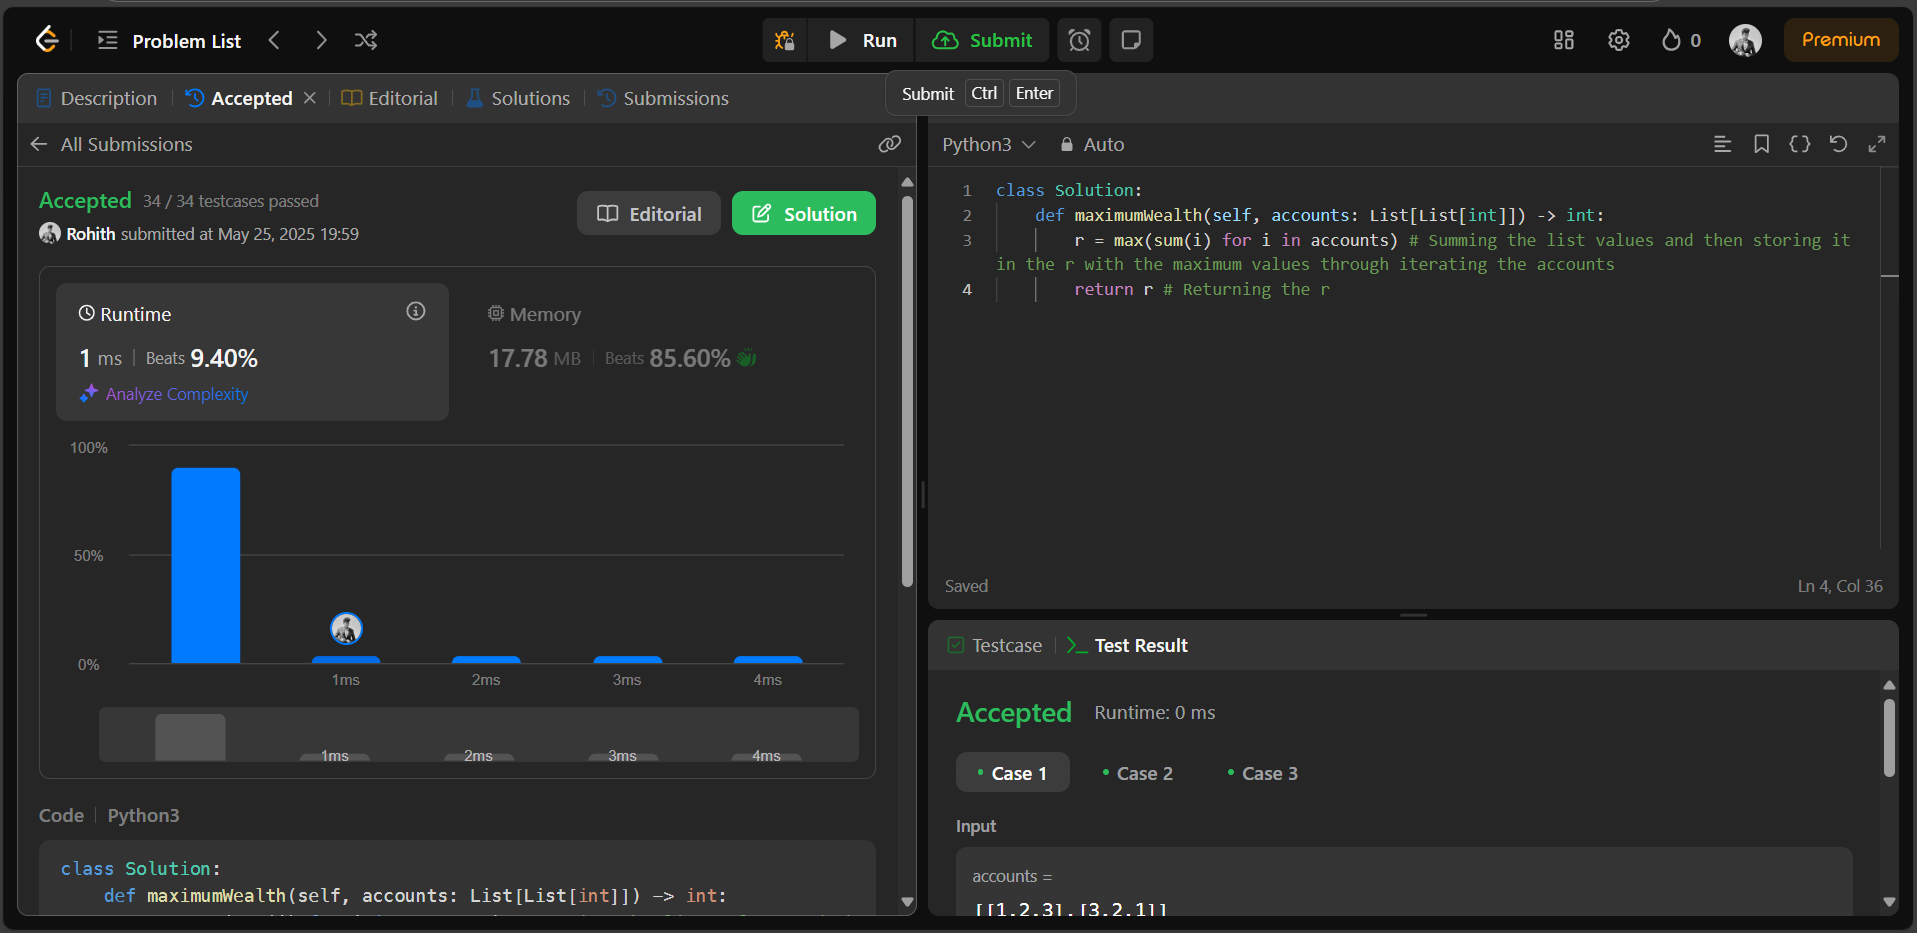 Problem List
Run
Submit
0
Premium
Description
Accepted
Editorial
Solutions
Submissions
Submit Ctrl Enter
All Submissions
Accepted 34 / 34 testcases passed
Rohith submitted at May 25, 2025 19:59
Editorial
Solution
Runtime
1 ms | Beats 9.40%
Analyze Complexity
Memory
17.78 MB | Beats 85.60%
100%
50%
0%
1ms 2ms 3ms 4ms
1ms 2ms 3ms 4ms
Code | Python3
class Solution:
def maximumWealth(self, accounts: List[List[int]]) -> int:
Python3
Auto
1 class Solution:
2 def maximumWealth(self, accounts: List[List[int]]) -> int:
3 r = max(sum(i) for i in accounts) # Summing the list values and then storing it
in the r with the maximum values through iterating the accounts
4 return r # Returning the r
Saved
Ln 4, Col 36
Testcase
Test Result
Accepted Runtime: 0 ms
Case 1
Case 2
Case 3
Input
accounts =
[[1,2,3],[3,2,1]]